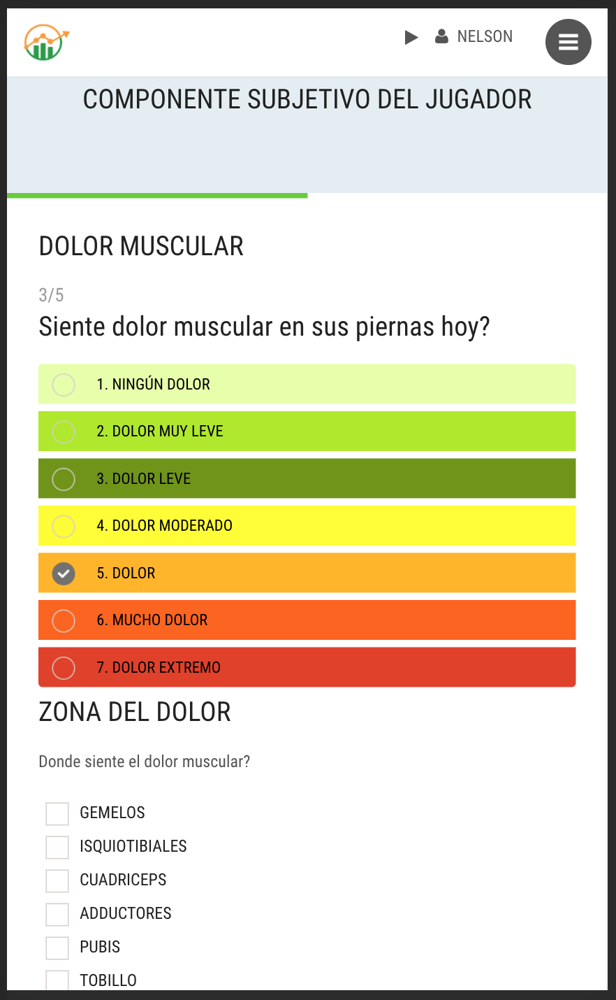 NELSON
COMPONENTE SUBJETIVO DEL JUGADOR
DOLOR MUSCULAR
3/5
Siente dolor muscular en sus piernas hoy?
1. NINGÚN DOLOR
2. DOLOR MUY LEVE
3. DOLOR LEVE
4. DOLOR MODERADO
5. DOLOR
6. MUCHO DOLOR
7. DOLOR EXTREMO
ZONA DEL DOLOR
Donde siente el dolor muscular?
GEMELOS
ISQUIOTIBIALES
CUADRICEPS
ADDUCTORES
PUBIS
TOBILLO